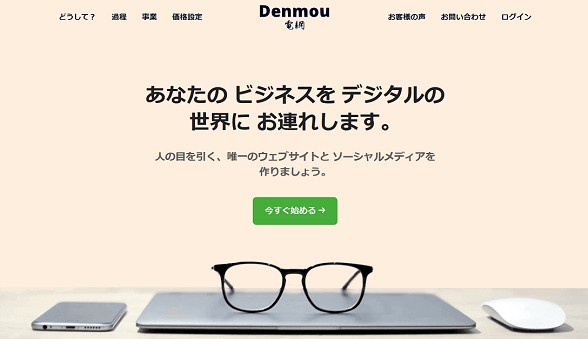 どうして？ 過程 事業 価格設定
Denmou
電網
お客様の声 お問い合わせ ログイン
あなたの ビジネスを デジタルの
世界に お連れします。
人の目を引く、唯一のウェブサイトと ソーシャルメディアを
作りましょう。
今すぐ始める →